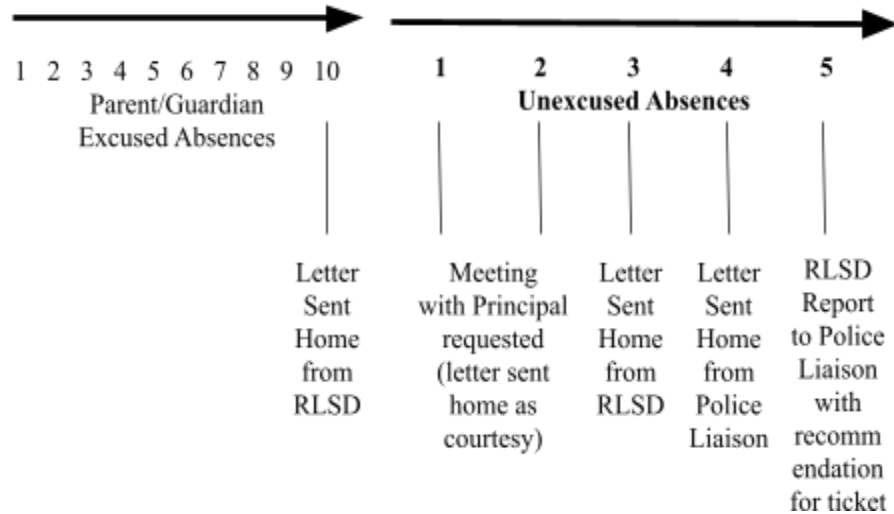 1 2 3 4 5 6 7 8 9 10
Parent/Guardian
Excused Absences
1 2 3 4 5
Unexcused Absences
Letter
Sent
Home
from
RLSD
Meeting
with Principal
requested
(letter sent
home as
courtesy)
Letter
Sent
Home
from
RLSD
Letter
Sent
Home
from
Police
Liaison
RLSD
Report
to Police
Liaison
with
recomm
endation
for ticket